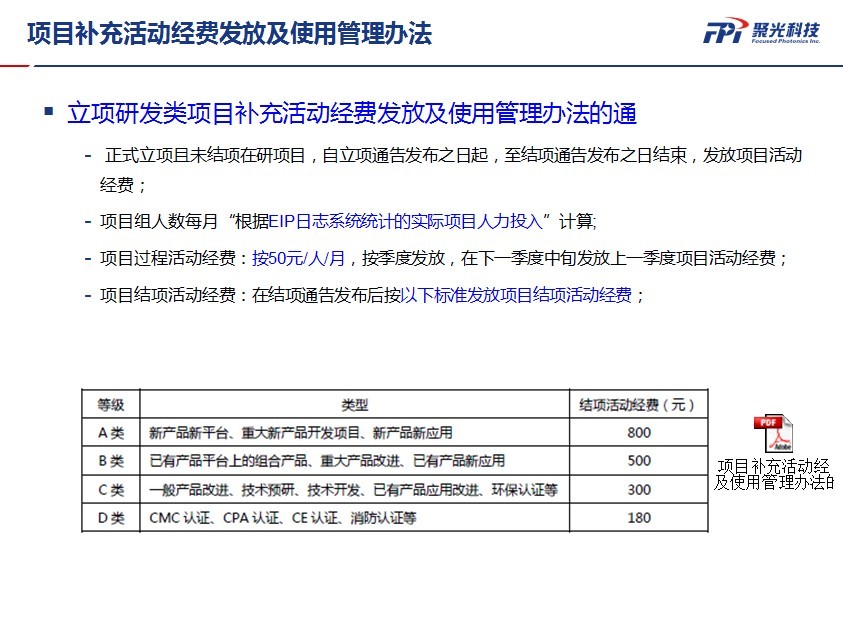 项目补充活动经费发放及使用管理办法
FPI 聚光科技
Focused Photonics Inc.
立项研发类项目补充活动经费发放及使用管理办法的通
- 正式立项目未结项在研项目，自立项通告发布之日起，至结项通告发布之日结束，发放项目活动
经费；
- 项目组人数每月“根据EIP日志系统统计的实际项目人力投入”计算;
- 项目过程活动经费：按50元/人/月，按季度发放，在下一季度中旬发放上一季度项目活动经费；
- 项目结项活动经费：在结项通告发布后按以下标准发放项目结项活动经费；
等级 类型 结项活动经费（元）
A 类 新产品新平台、重大新产品开发项目、新产品新应用 800
B 类 已有产品平台上的组合产品、重大产品改进、已有产品新应用 500
C 类 一般产品改进、技术预研、技术开发、已有产品应用改进、环保认证等 300
D 类 CMC 认证、CPA 认证、CE 认证、消防认证等 180
PDF
Adobe
项目补充活动经
及使用管理办法的